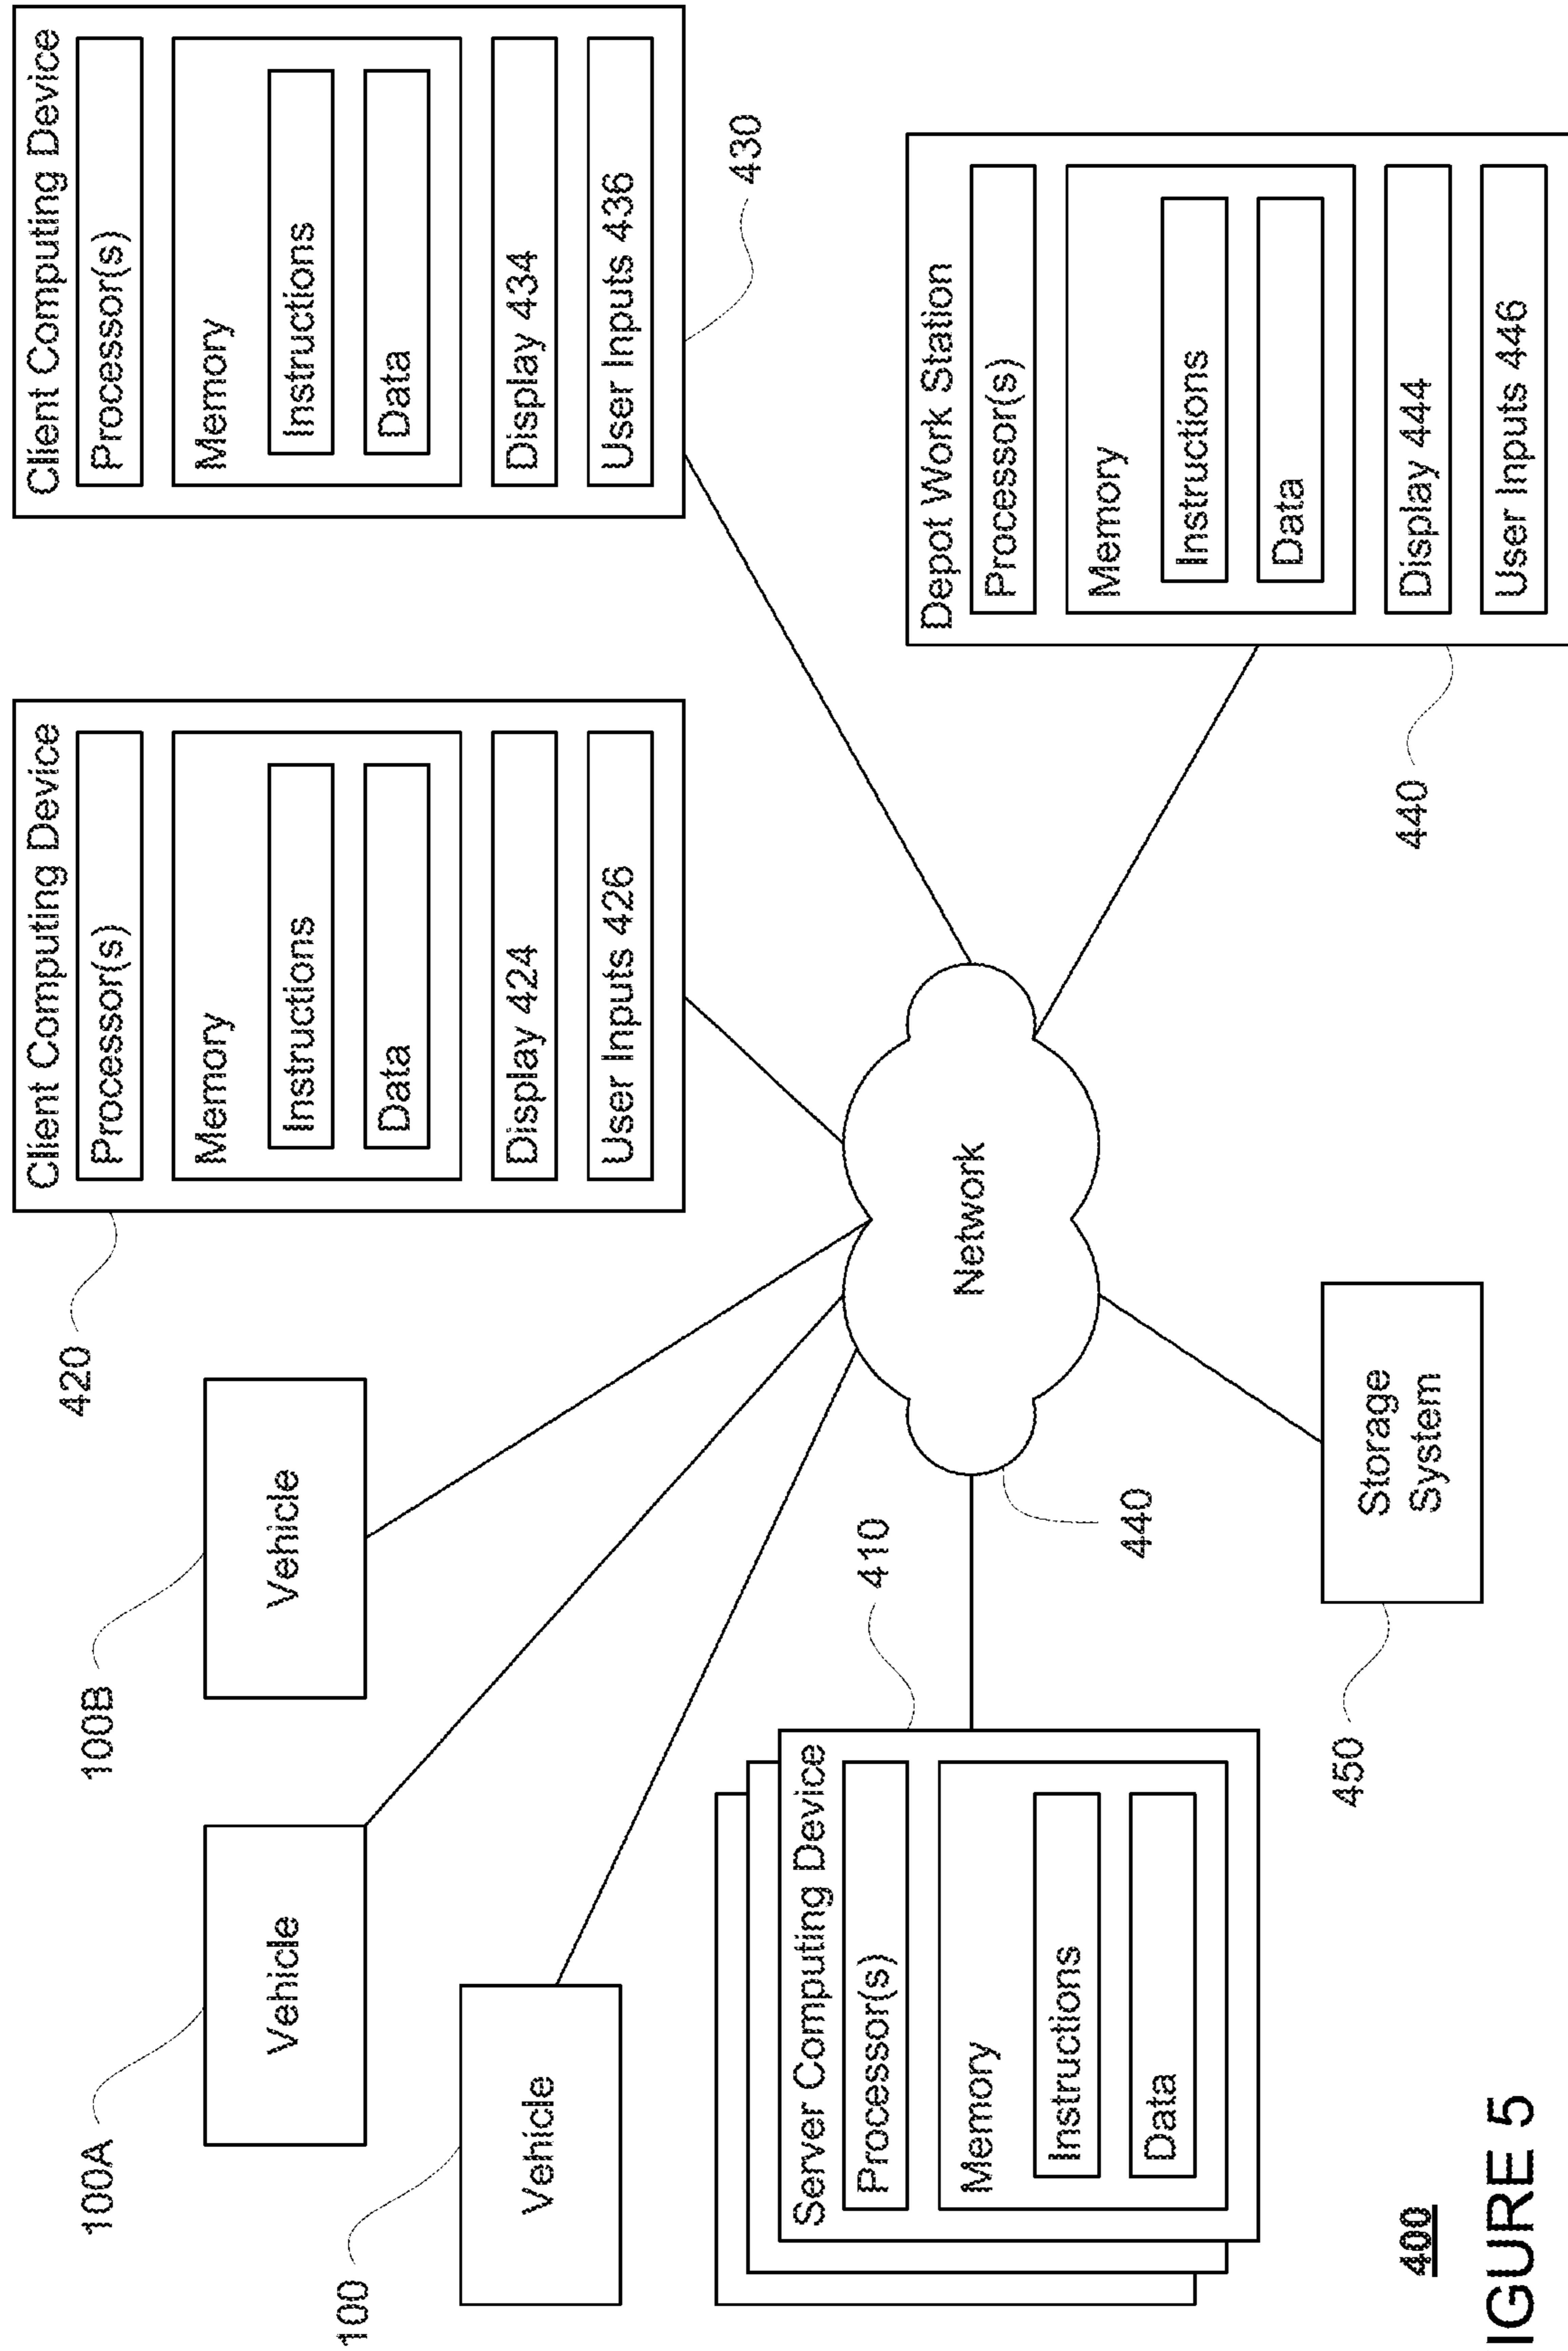 100A
Vehicle
100B
Vehicle
420
Client Computing Device
Processor(s)
Memory
Instructions
Data
Display 424
User Inputs 426
Client Computing Device
Processor(s)
Memory
Instructions
Data
Display 434
User Inputs 436
430
100
Vehicle
Server Computing Device
Processor(s)
Memory
Instructions
Data
410
Network
440
Depot Work Station
Processor(s)
Memory
Instructions
Data
Display 444
User Inputs 446
440
450
Storage
System
400
IGURE 5